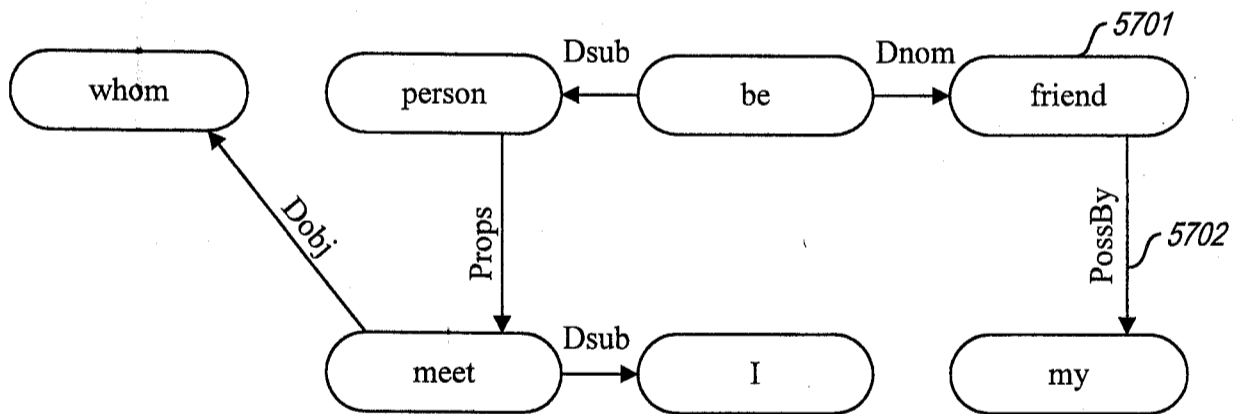 5701
Dsub
Dnom
whom
person
be
friend
Dobj
Props
PossBy
5702
Dsub
meet
I
my